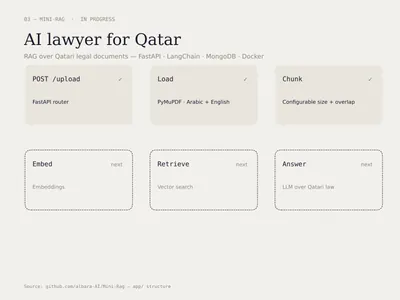 03 — MINI-RAG · IN PROGRESS
AI lawyer for Qatar
RAG over Qatari legal documents — FastAPI · LangChain · MongoDB · Docker
POST /upload ✓
FastAPI router
Load ✓
PyMuPDF · Arabic + English
Chunk ✓
Configurable size + overlap
Embed next
Embeddings
Retrieve next
Vector search
Answer next
LLM over Qatari law
Source: github.com/albara-AI/Mini-Rag — app/ structure